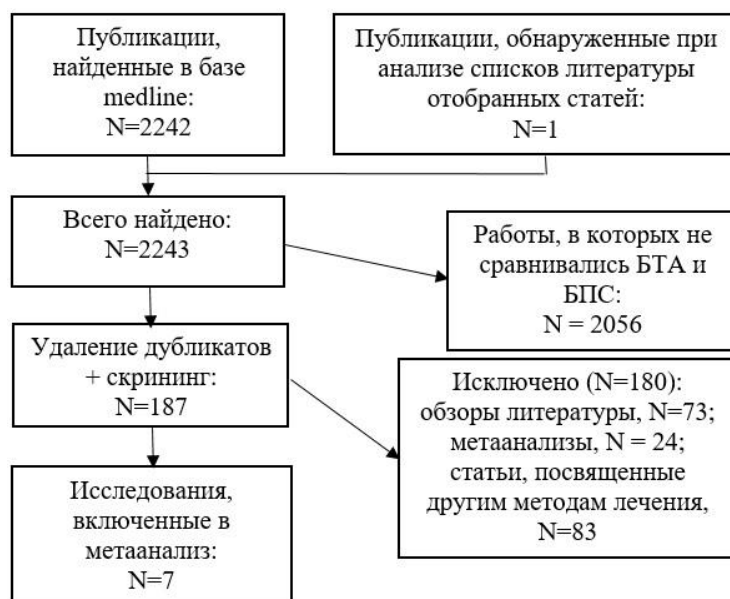 Публикации,
найденные в базе
medline:
N=2242
Публикации, обнаруженные при
анализе списков литературы
отобранных статей:
N=1
Всего найдено:
N=2243
Работы, в которых не
сравнивались БТА и
БПС:
N = 2056
Удаление дубликатов
+ скрининг:
N=187
Исключено (N=180):
обзоры литературы, N=73;
метаанализы, N = 24;
статьи, посвященные
другим методам лечения,
N=83
Исследования,
включенные в
метаанализ:
N=7